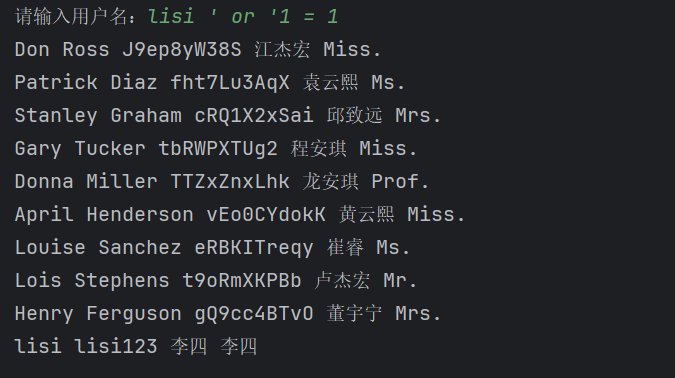 请输入用户名：lisi ' or '1 = 1
Don Ross J9ep8yW38S 江杰宏 Miss.
Patrick Diaz fht7Lu3AqX 袁云熙 Ms.
Stanley Graham cRQ1X2xSai 邱致远 Mrs.
Gary Tucker tbRWPXTUg2 程安琪 Miss.
Donna Miller TTZxZnxLhk 龙安琪 Prof.
April Henderson vEo0CYdokK 黄云熙 Miss.
Louise Sanchez eRBKITreqy 崔睿 Ms.
Lois Stephens t9oRmXKPBb 卢杰宏 Mr.
Henry Ferguson gQ9cc4BTvO 董宇宁 Mrs.
lisi lisi123 李四 李四